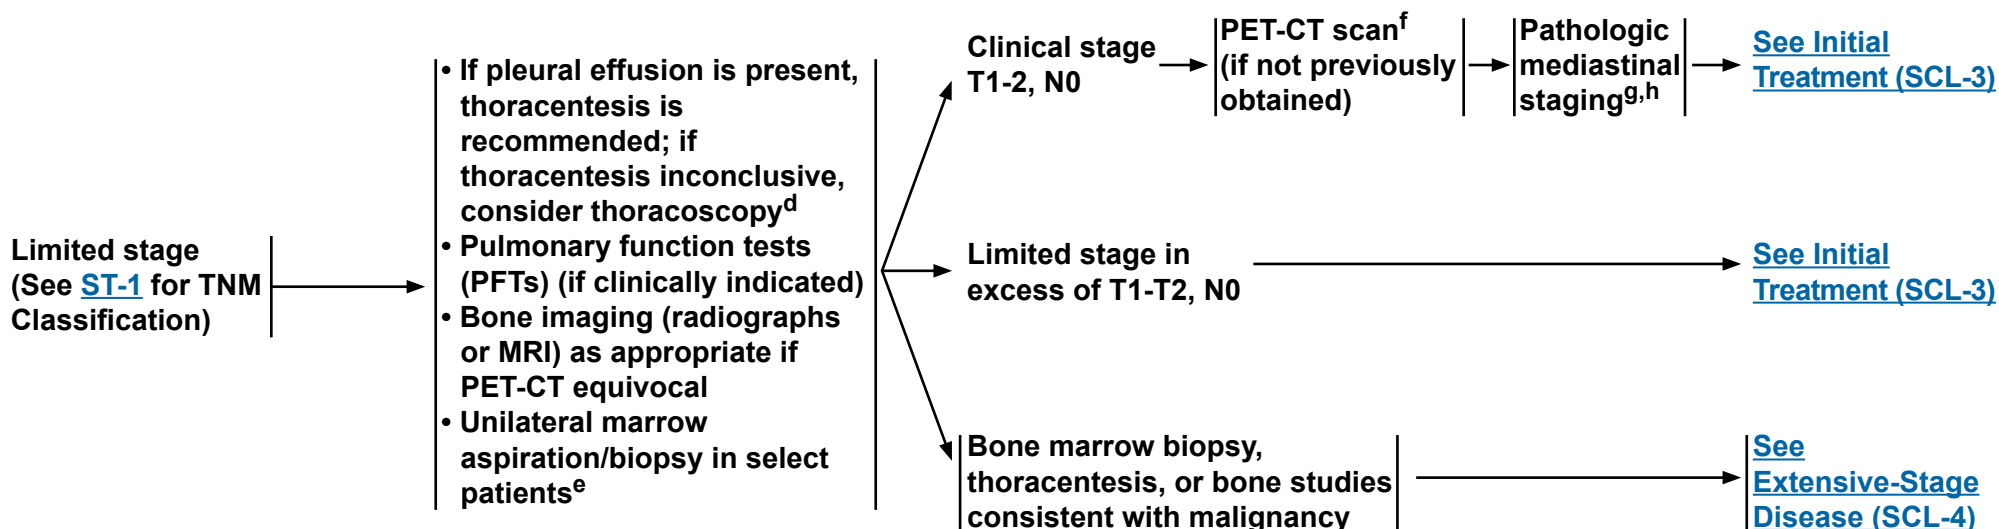 Limited stage
(See ST-1 for TNM
Classification)
• If pleural effusion is present,
thoracentesis is
recommended; if
thoracentesis inconclusive,
consider thoracoscopyd
• Pulmonary function tests
(PFTs) (if clinically indicated)
• Bone imaging (radiographs
or MRI) as appropriate if
PET-CT equivocal
• Unilateral marrow
aspiration/biopsy in select
patientse
Clinical stage
T1-2, N0
PET-CT scanf
(if not previously
obtained)
Pathologic
mediastinal
stagingg,h
See Initial
Treatment (SCL-3)
Limited stage in
excess of T1-T2, N0
See Initial
Treatment (SCL-3)
Bone marrow biopsy,
thoracentesis, or bone studies
consistent with malignancy
See
Extensive-Stage
Disease (SCL-4)